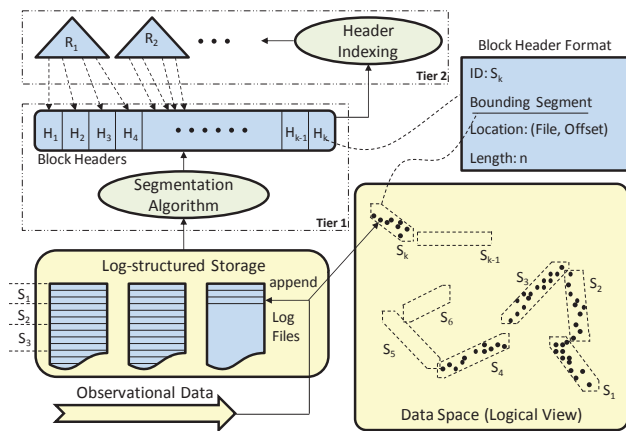 R1
R2
Header
Indexing
Tier 2
Block Header Format
ID: Sk
Bounding Segment
Location: (File, Offset)
Length: n
H1
H2
H3
H4
Hk-1
Hk
Block Headers
Segmentation
Algorithm
Tier 1
Log-structured Storage
append
Log
Files
S1
S2
S3
Observational Data
Sk
Sk-1
S3
S2
S6
S5
S4
S1
Data Space (Logical View)